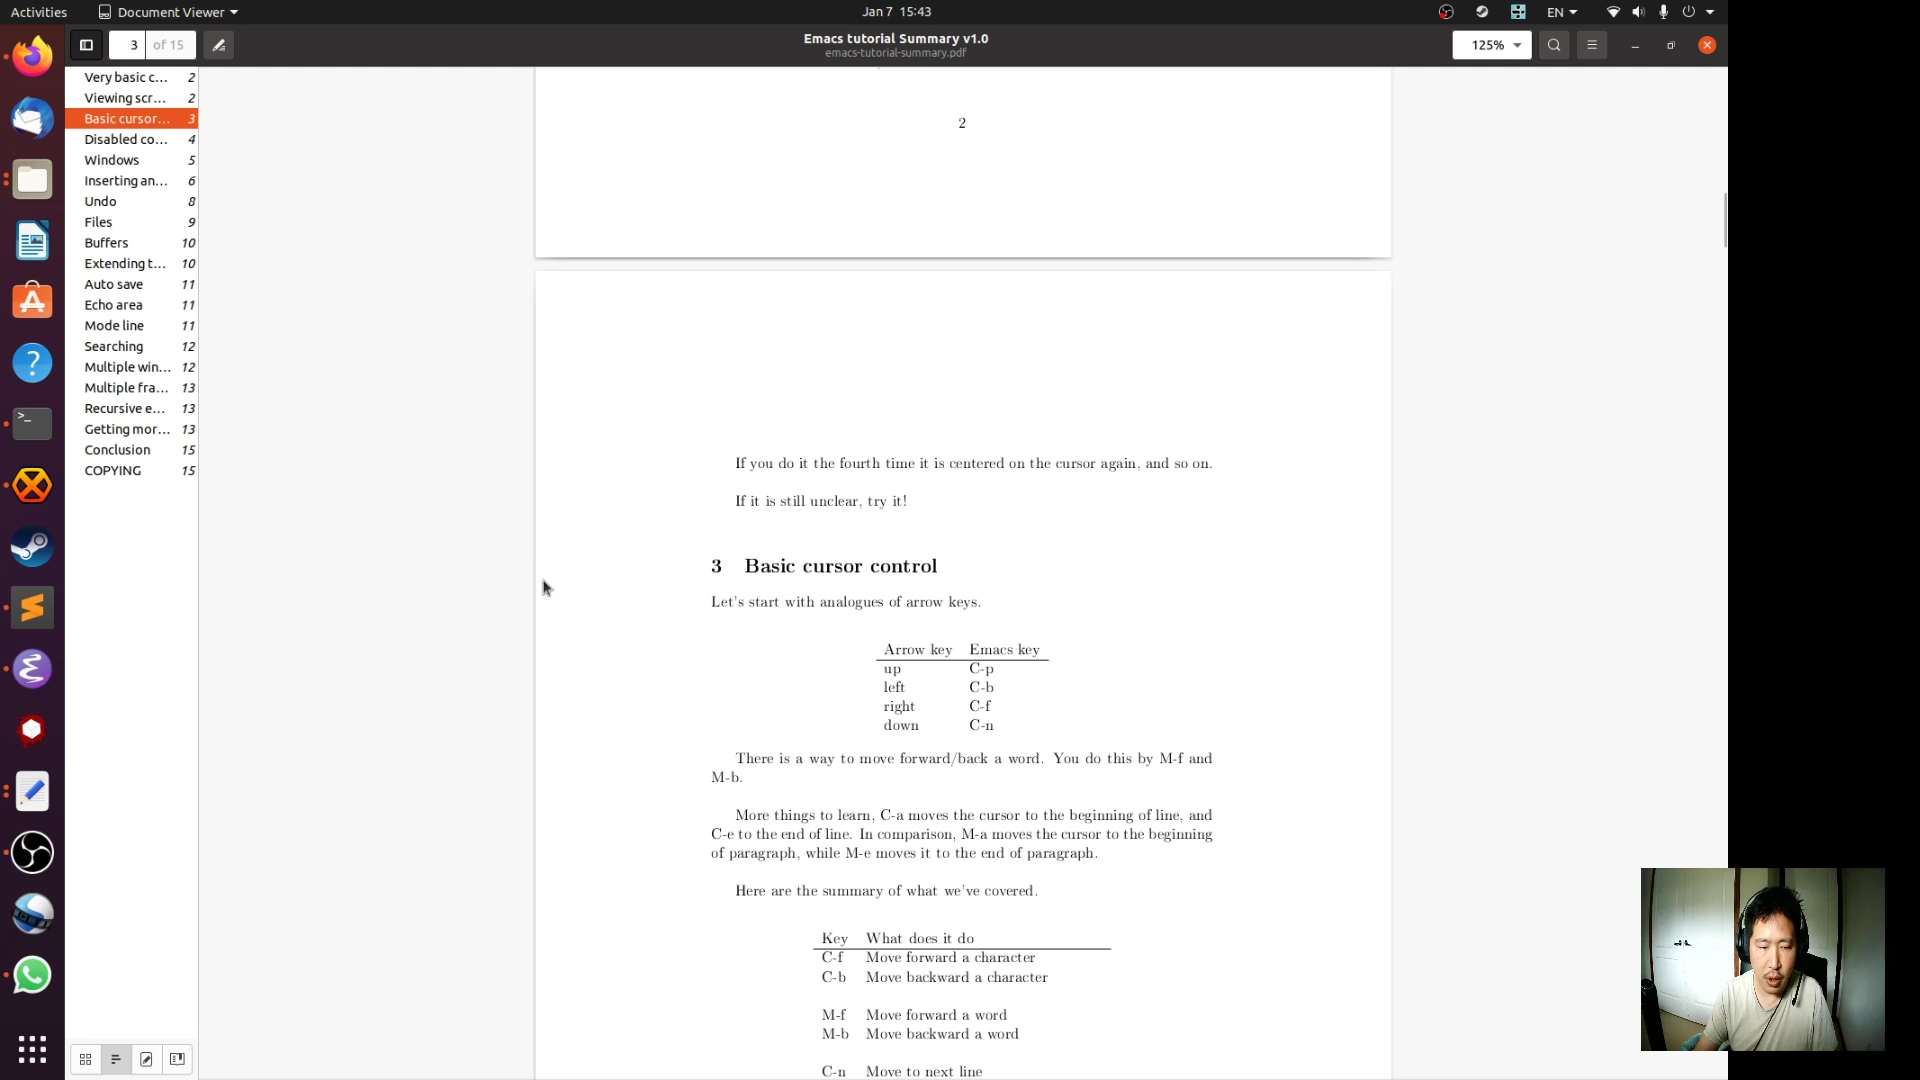 Activities
Document Viewer
Jan 7 15:43
EN
3 of 15
Emacs tutorial Summary v1.0
emacs-tutorial-summary.pdf
125%
Very basic c... 2
Viewing scr... 2
Basic cursor... 3
Disabled co... 4
Windows 5
Inserting an... 6
Undo 8
Files 9
Buffers 10
Extending t... 10
Auto save 11
Echo area 11
Mode line 11
Searching 12
Multiple win... 12
Multiple fra... 13
Recursive e... 13
Getting mor... 13
Conclusion 15
COPYING 15
2
If you do it the fourth time it is centered on the cursor again, and so on.
If it is still unclear, try it!
3 Basic cursor control
Let's start with analogues of arrow keys.
Arrow key Emacs key
up C-p
left C-b
right C-f
down C-n
There is a way to move forward/back a word. You do this by M-f and
M-b.
More things to learn, C-a moves the cursor to the beginning of line, and
C-e to the end of line. In comparison, M-a moves the cursor to the beginning
of paragraph, while M-e moves it to the end of paragraph.
Here are the summary of what we've covered.
Key What does it do
C-f Move forward a character
C-b Move backward a character
M-f Move forward a word
M-b Move backward a word
C-n Move to next line